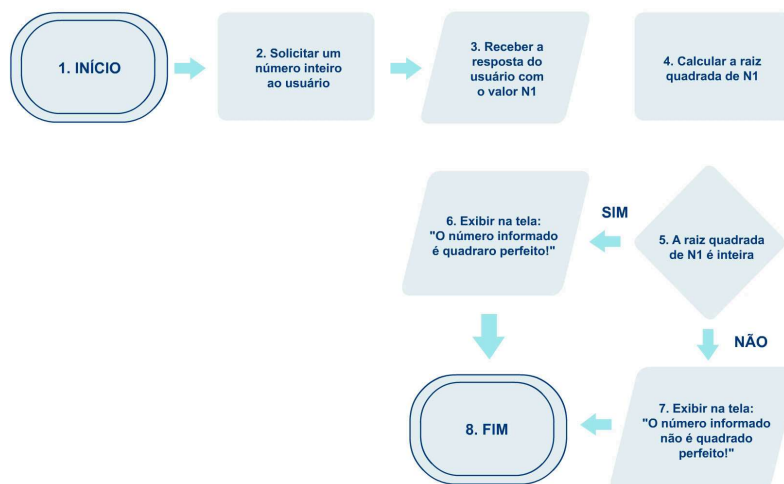 1. INÍCIO
2. Solicitar um
número inteiro
ao usuário
3. Receber a
resposta do
usuário com
o valor N1
4. Calcular a raiz
quadrada de N1
5. A raiz quadrada
de N1 é inteira
SIM
6. Exibir na tela:
"O número informado
é quadraro perfeito!"
NÃO
7. Exibir na tela:
"O número informado
não é quadrado
perfeito!"
8. FIM